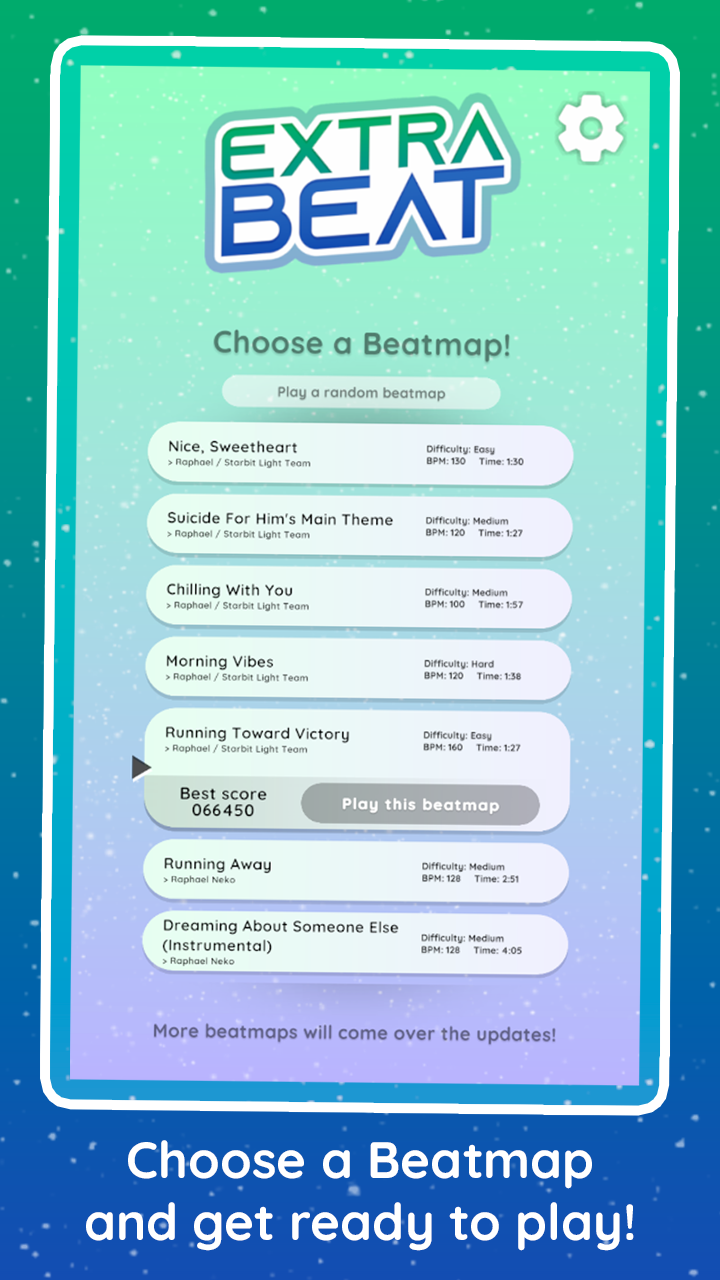 EXTRA
BEAT
Choose a Beatmap!
Play a random beatmap
Nice, Sweetheart
> Raphael / Starbit Light Team
Difficulty: Easy
BPM: 130 Time: 1:30
Suicide For Him's Main Theme
> Raphael / Starbit Light Team
Difficulty: Medium
BPM: 120 Time: 1:27
Chilling With You
> Raphael / Starbit Light Team
Difficulty: Medium
BPM: 100 Time: 1:57
Morning Vibes
> Raphael / Starbit Light Team
Difficulty: Hard
BPM: 120 Time: 1:38
Running Toward Victory
> Raphael / Starbit Light Team
Difficulty: Easy
BPM: 160 Time: 1:27
Best score
066450
Play this beatmap
Running Away
> Raphael Neko
Difficulty: Medium
BPM: 128 Time: 2:51
Dreaming About Someone Else
(Instrumental)
> Raphael Neko
Difficulty: Medium
BPM: 128 Time: 4:05
More beatmaps will come over the updates!
Choose a Beatmap
and get ready to play!